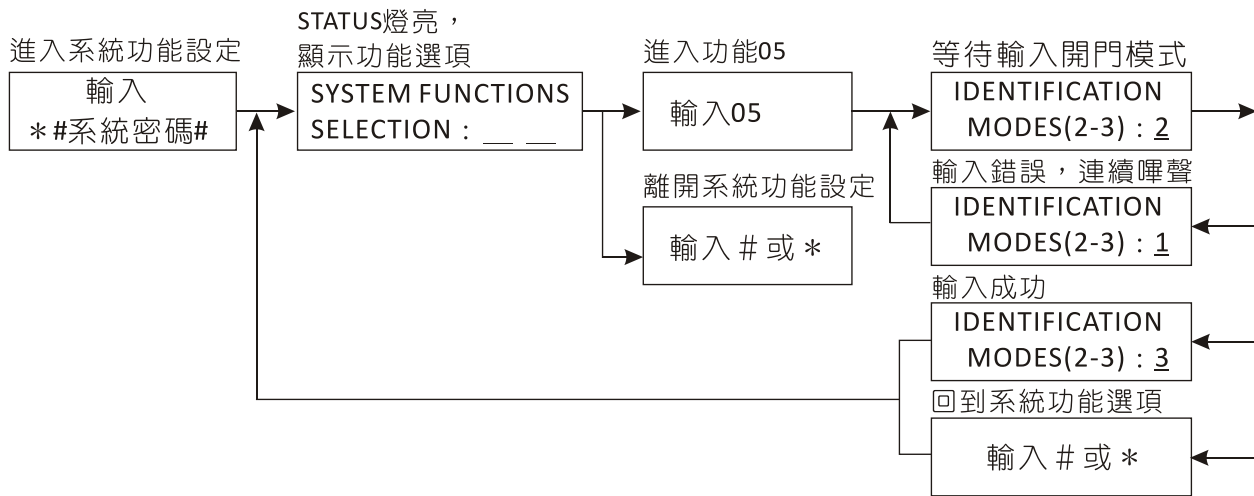 進入系統功能設定
輸入
＊#系統密碼#
STATUS燈亮，
顯示功能選項
SYSTEM FUNCTIONS
SELECTION：__ __
進入功能05
輸入05
離開系統功能設定
輸入＃或＊
等待輸入開門模式
IDENTIFICATION
MODES(2-3)：2
輸入錯誤，連續嗶聲
IDENTIFICATION
MODES(2-3)：1
輸入成功
IDENTIFICATION
MODES(2-3)：3
回到系統功能選項
輸入＃或＊